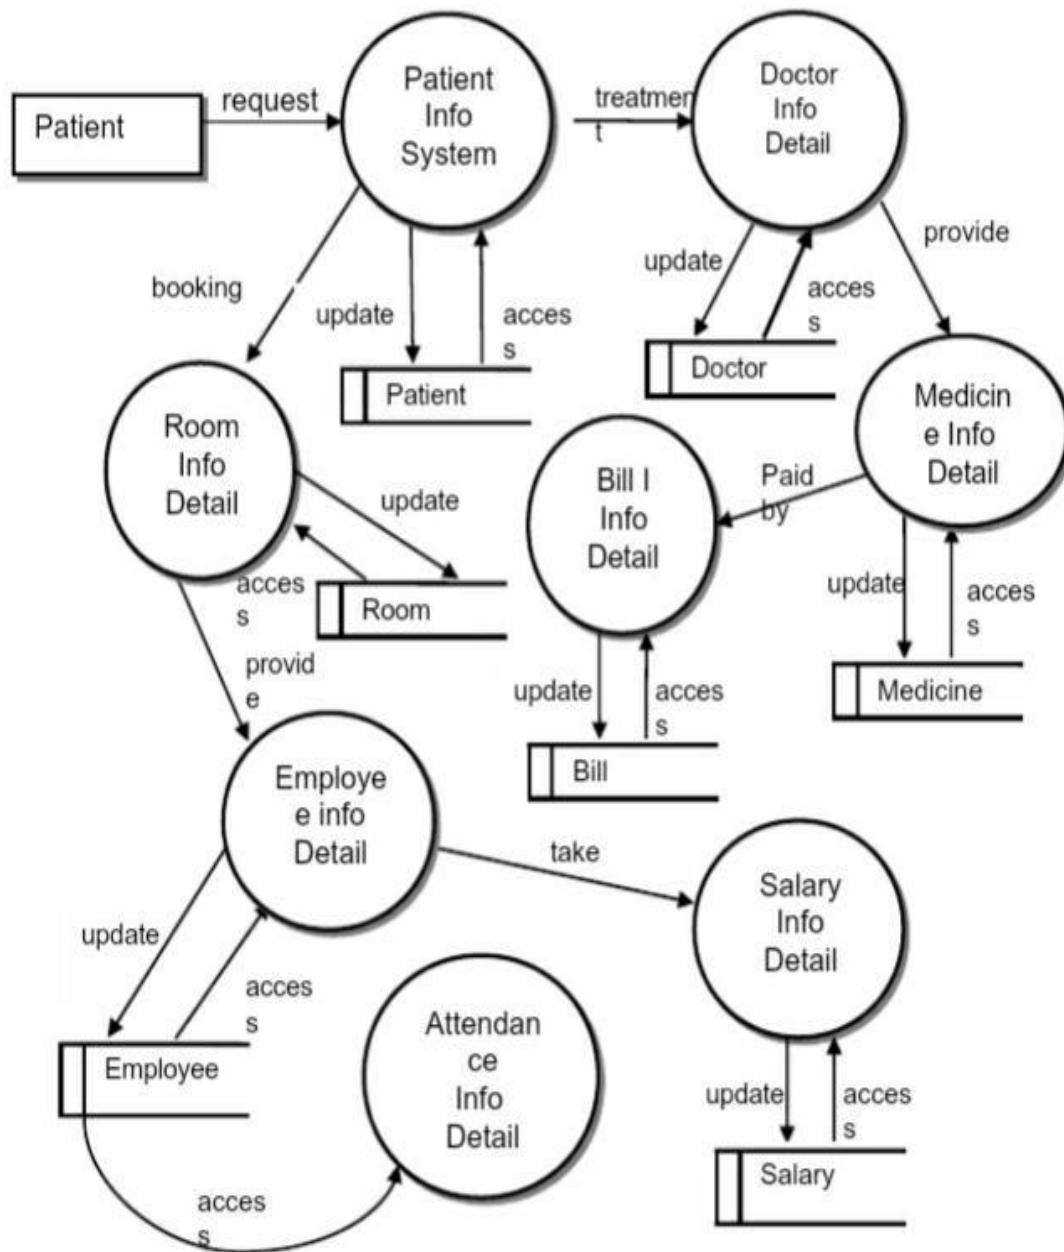 Patient
request
Patient
Info
System
treatmen
t
Doctor
Info
Detail
booking
update
acces
s
Patient
update
acces
s
Doctor
provide
Room
Info
Detail
update
acces
s
Room
Medicin
e Info
Detail
Paid
by
Bill I
Info
Detail
update
acces
s
Medicine
update
acces
s
Bill
provid
e
Employe
e info
Detail
take
Salary
Info
Detail
update
acces
s
Employee
Attendan
ce
Info
Detail
acces
s
update
acces
s
Salary